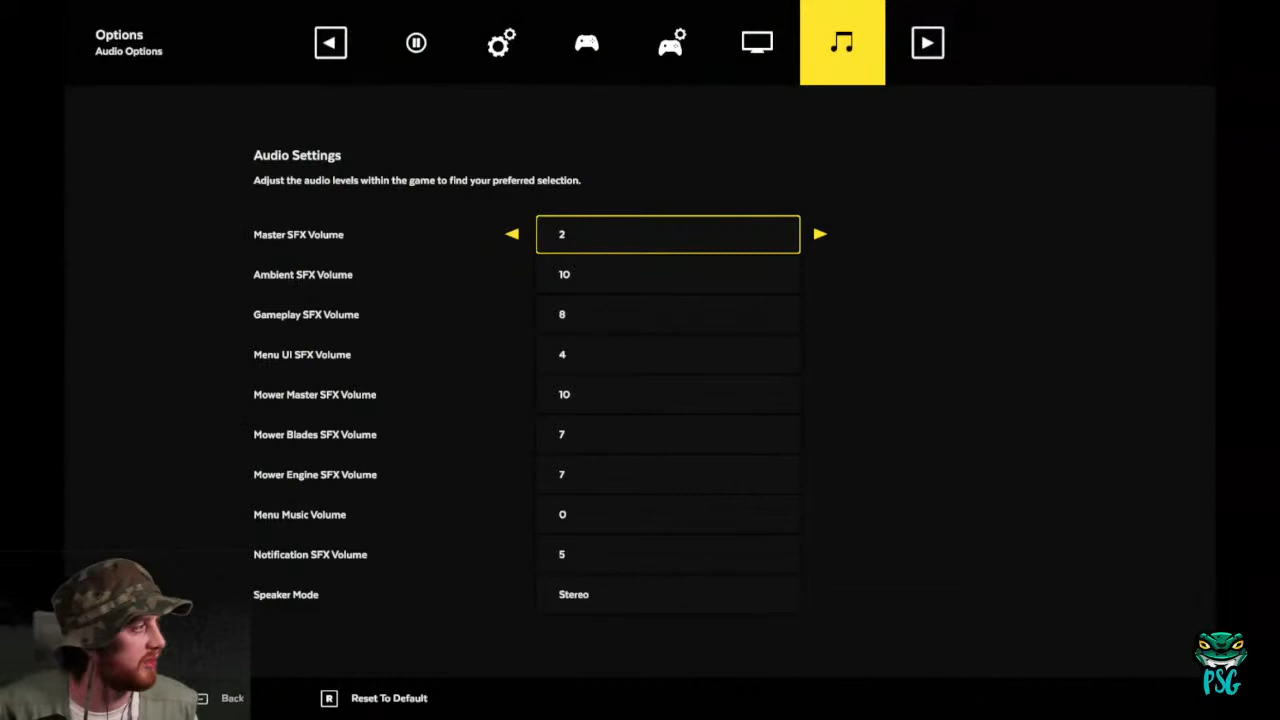 Options
Audio Options
Audio Settings
Adjust the audio levels within the game to find your preferred selection.
Master SFX Volume 2
Ambient SFX Volume 10
Gameplay SFX Volume 8
Menu UI SFX Volume 4
Mower Master SFX Volume 10
Mower Blades SFX Volume 7
Mower Engine SFX Volume 7
Menu Music Volume 0
Notification SFX Volume 5
Speaker Mode Stereo
Back
R Reset To Default
PSG